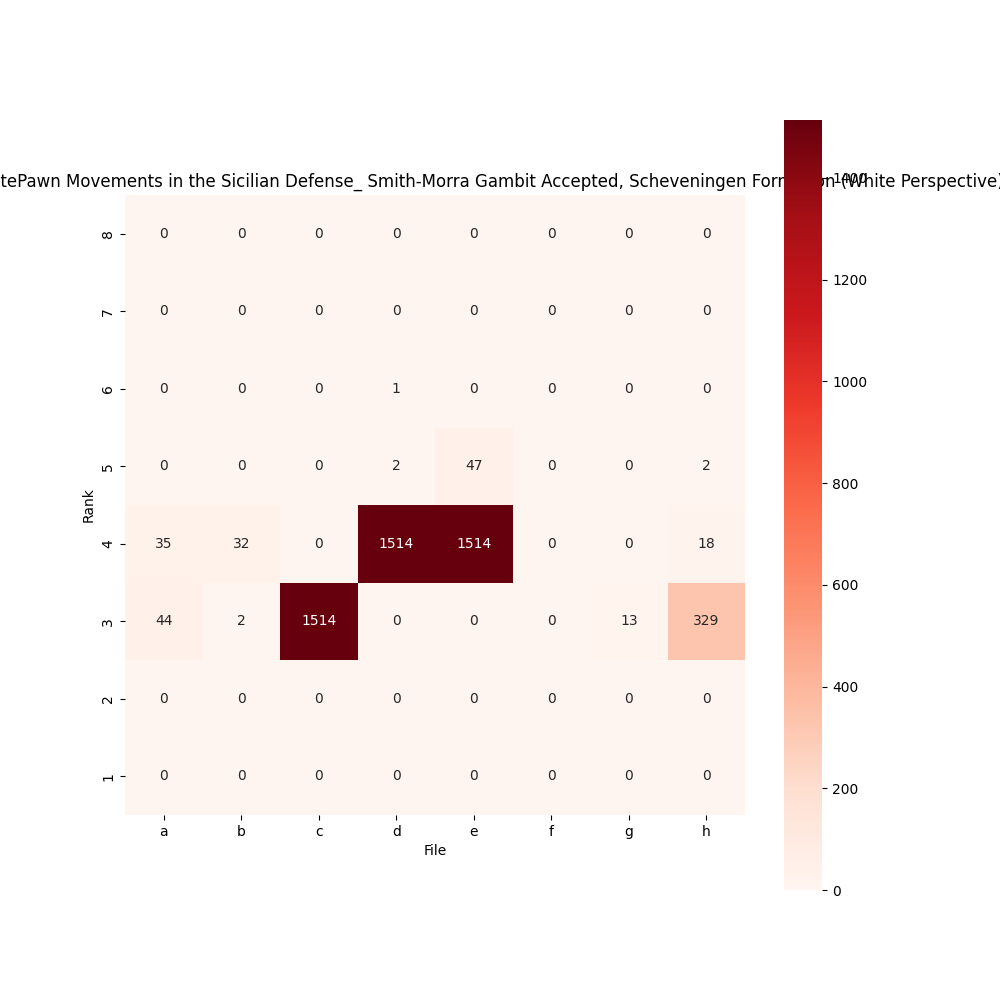 tePawn Movements in the Sicilian Defense_ Smith-Morra Gambit Accepted, Scheveningen Formation (White Perspective)
1400
8 0 0 0 0 0 0 0 0
1200
7 0 0 0 0 0 0 0 0
1000
6 0 0 0 1 0 0 0 0
5 0 0 0 2 47 0 0 2
800
Rank
4 35 32 0 1514 1514 0 0 18
600
3 44 2 1514 0 0 0 13 329
400
2 0 0 0 0 0 0 0 0
1 0 0 0 0 0 0 0 0
200
a b c d e f g h
File
0